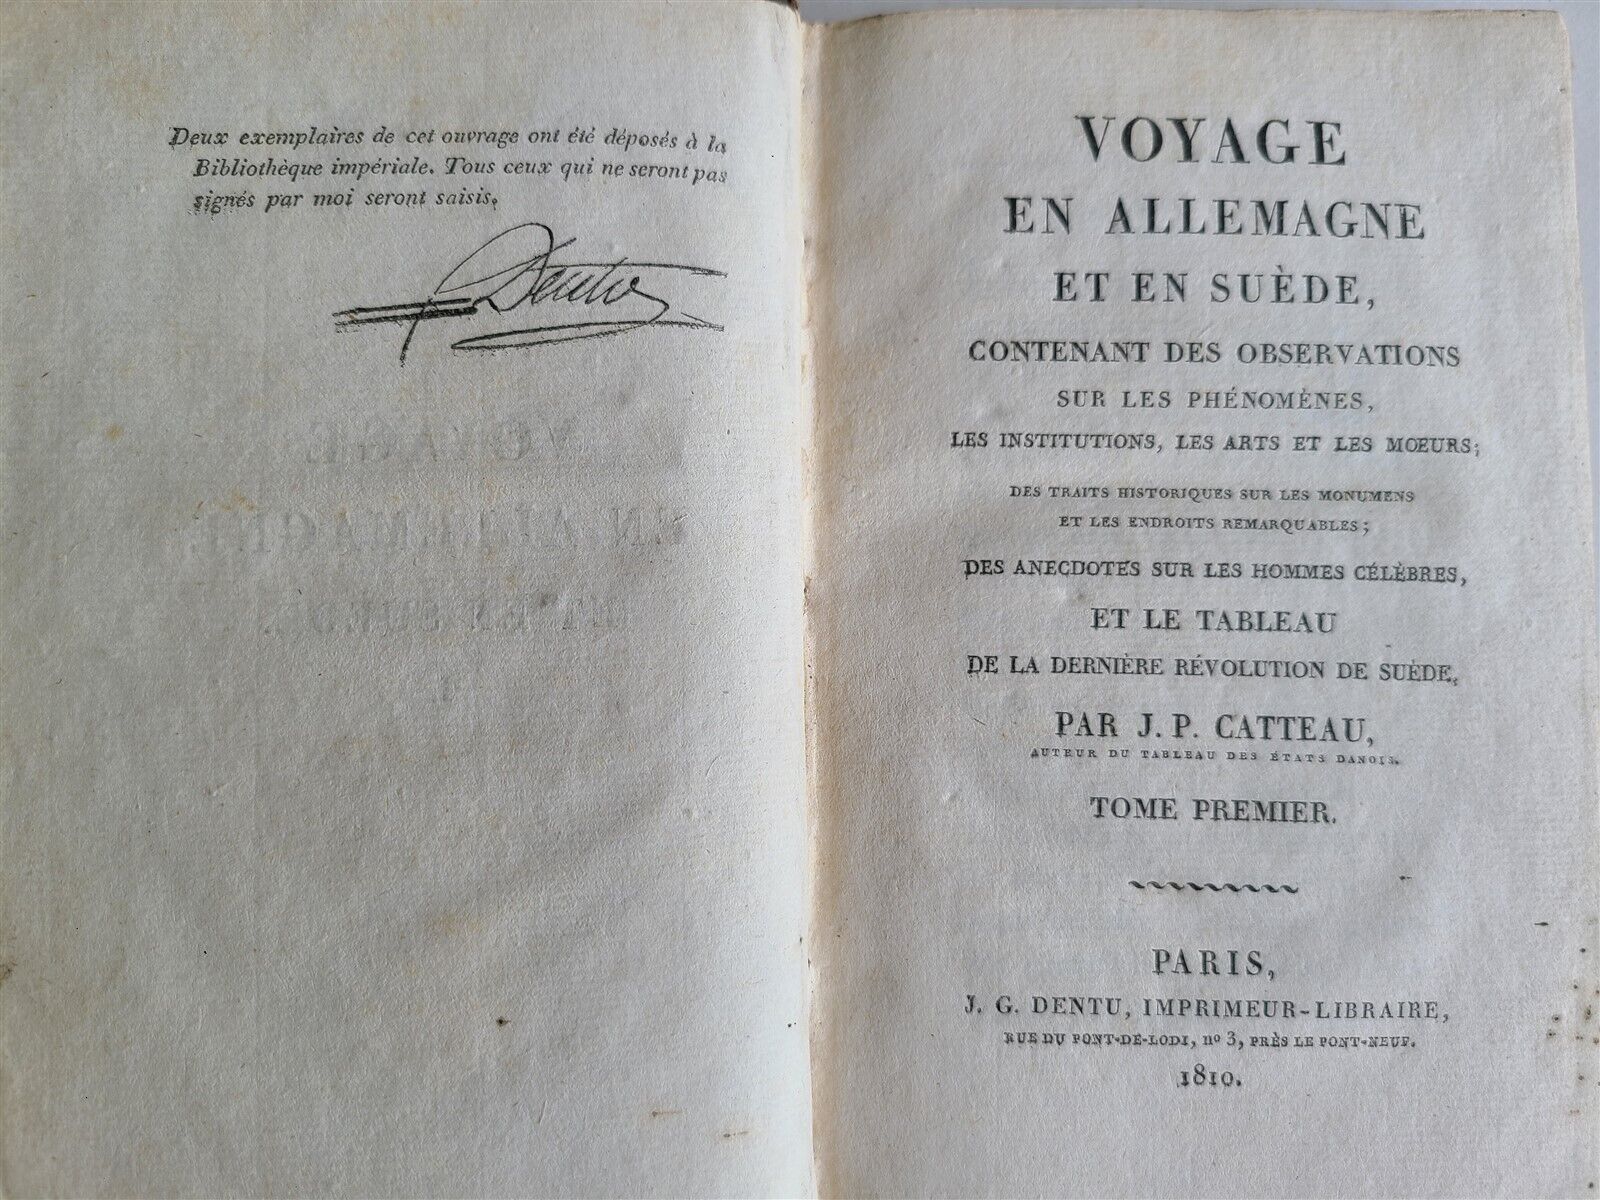 Deux exemplaires de cet ouvrage ont été déposés à la
Bibliothèque impériale. Tous ceux qui ne seront pas
signés par moi seront saisis.
Dentu
VOYAGE
EN ALLEMAGNE
ET EN SUÈDE,
CONTENANT DES OBSERVATIONS
SUR LES PHÉNOMÈNES,
LES INSTITUTIONS, LES ARTS ET LES MŒURS;
DES TRAITS HISTORIQUES SUR LES MONUMENS
ET LES ENDROITS REMARQUABLES;
DES ANECDOTES SUR LES HOMMES CÉLÈBRES,
ET LE TABLEAU
DE LA DERNIÈRE RÉVOLUTION DE SUÈDE,
PAR J. P. CATTEAU,
AUTEUR DU TABLEAU DES ÉTATS DANOIS.
TOME PREMIER.
PARIS,
J. G. DENTU, IMPRIMEUR-LIBRAIRE,
RUE DU PONT-DE-LODI, nº 3, PRÈS LE PONT-NEUF.
1810.